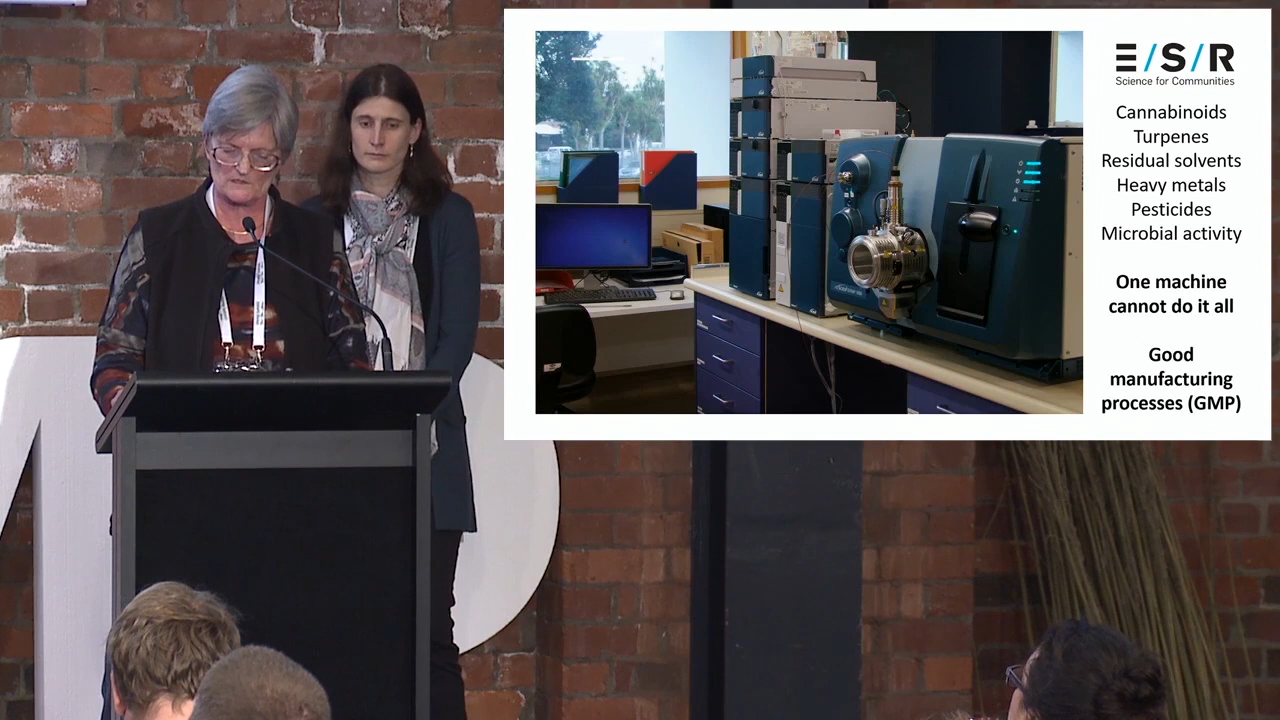 E/S/R
Science for Communities
Cannabinoids
Turpenes
Residual solvents
Heavy metals
Pesticides
Microbial activity
One machine
cannot do it all
Good
manufacturing
processes (GMP)